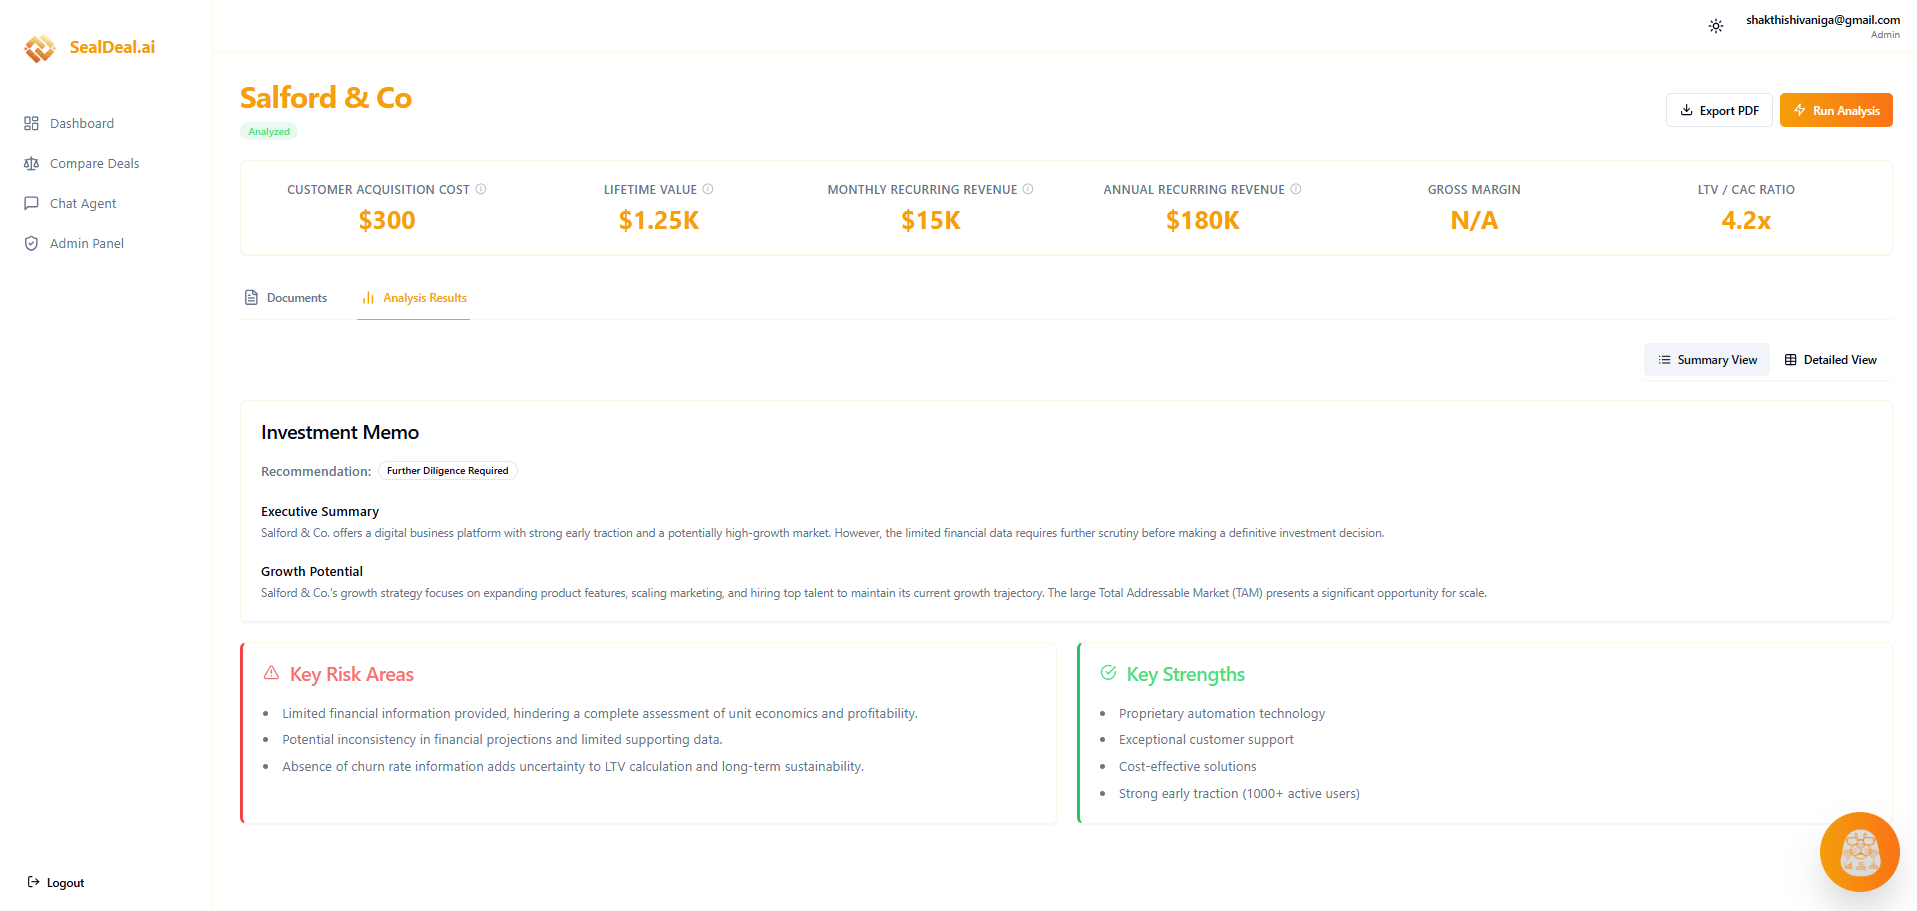 SealDeal.ai
shakthishivaniga@gmail.com
Admin
Dashboard
Compare Deals
Chat Agent
Admin Panel
Logout
Salford & Co
Analyzed
Export PDF
Run Analysis
CUSTOMER ACQUISITION COST
$300
LIFETIME VALUE
$1.25K
MONTHLY RECURRING REVENUE
$15K
ANNUAL RECURRING REVENUE
$180K
GROSS MARGIN
N/A
LTV / CAC RATIO
4.2x
Documents
Analysis Results
Summary View
Detailed View
Investment Memo
Recommendation: Further Diligence Required
Executive Summary
Salford & Co. offers a digital business platform with strong early traction and a potentially high-growth market. However, the limited financial data requires further scrutiny before making a definitive investment decision.
Growth Potential
Salford & Co.'s growth strategy focuses on expanding product features, scaling marketing, and hiring top talent to maintain its current growth trajectory. The large Total Addressable Market (TAM) presents a significant opportunity for scale.
Key Risk Areas
• Limited financial information provided, hindering a complete assessment of unit economics and profitability.
• Potential inconsistency in financial projections and limited supporting data.
• Absence of churn rate information adds uncertainty to LTV calculation and long-term sustainability.
Key Strengths
• Proprietary automation technology
• Exceptional customer support
• Cost-effective solutions
• Strong early traction (1000+ active users)